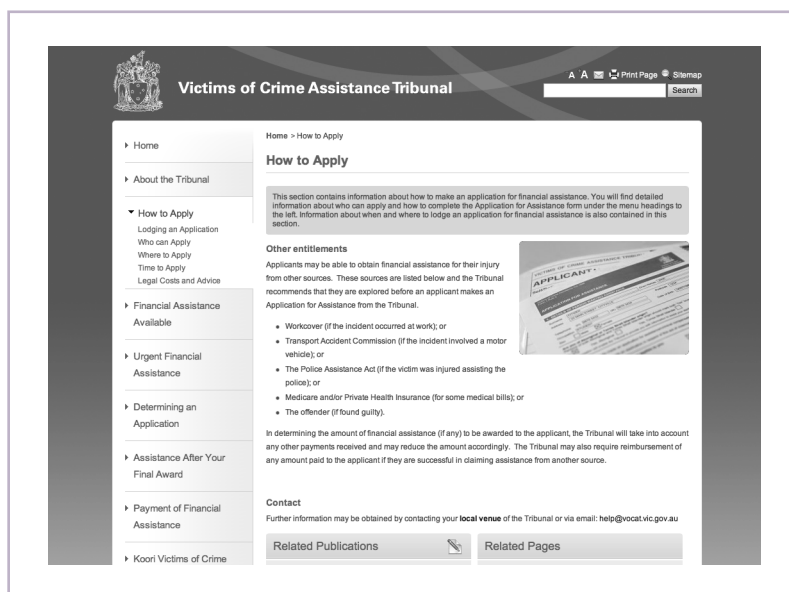 Victims of Crime Assistance Tribunal
A A Print Page Sitemap
Search
Home
About the Tribunal
How to Apply
Lodging an Application
Who can Apply
Where to Apply
Time to Apply
Legal Costs and Advice
Financial Assistance
Available
Urgent Financial
Assistance
Determining an
Application
Assistance After Your
Final Award
Payment of Financial
Assistance
Koori Victims of Crime
Home > How to Apply
How to Apply
This section contains information about how to make an application for financial assistance. You will find detailed
information about who can apply and how to complete the Application for Assistance form under the menu headings to
the left. Information about when and where to lodge an application for financial assistance is also contained in this
section.
Other entitlements
Applicants may be able to obtain financial assistance for their injury
from other sources. These sources are listed below and the Tribunal
recommends that they are explored before an applicant makes an
Application for Assistance from the Tribunal.
VICTIMS OF CRIME ASSISTANCE TRIBUNAL
APPLICANT
APPLICATION FOR ASSISTANCE
• Workcover (if the incident occurred at work); or
• Transport Accident Commission (if the incident involved a motor
vehicle); or
• The Police Assistance Act (if the victim was injured assisting the
police); or
• Medicare and/or Private Health Insurance (for some medical bills); or
• The offender (if found guilty).
In determining the amount of financial assistance (if any) to be awarded to the applicant, the Tribunal will take into account
any other payments received and may reduce the amount accordingly. The Tribunal may also require reimbursement of
any amount paid to the applicant if they are successful in claiming assistance from another source.
Contact
Further information may be obtained by contacting your local venue of the Tribunal or via email: help@vocat.vic.gov.au
Related Publications
Related Pages